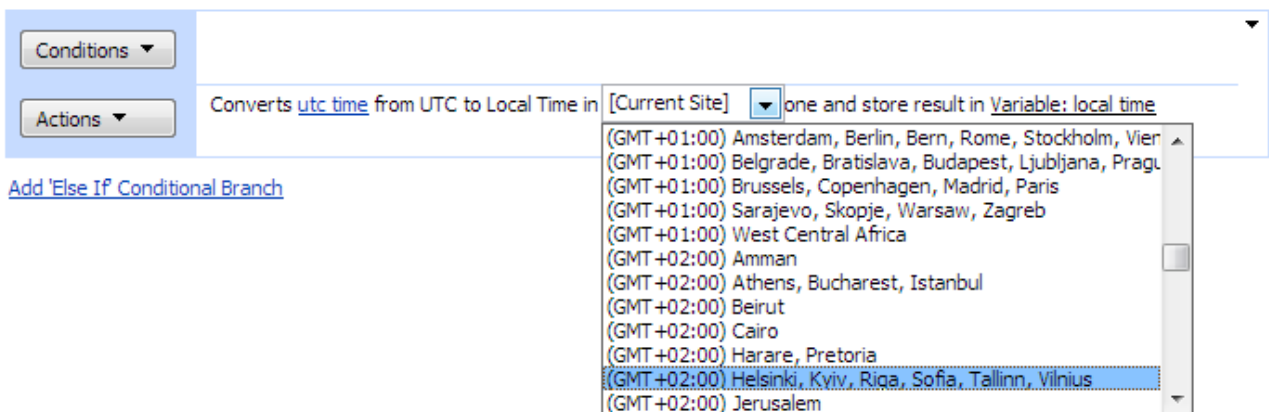 Conditions
Actions
Converts utc time from UTC to Local Time in [Current Site] one and store result in Variable: local time
(GMT+01:00) Amsterdam, Berlin, Bern, Rome, Stockholm, Vien
(GMT+01:00) Belgrade, Bratislava, Budapest, Ljubljana, Pragu
(GMT+01:00) Brussels, Copenhagen, Madrid, Paris
(GMT+01:00) Sarajevo, Skopje, Warsaw, Zagreb
(GMT+01:00) West Central Africa
(GMT+02:00) Amman
(GMT+02:00) Athens, Bucharest, Istanbul
(GMT+02:00) Beirut
(GMT+02:00) Cairo
(GMT+02:00) Harare, Pretoria
(GMT+02:00) Helsinki, Kyiv, Riga, Sofia, Tallinn, Vilnius
(GMT+02:00) Jerusalem
Add 'Else If' Conditional Branch